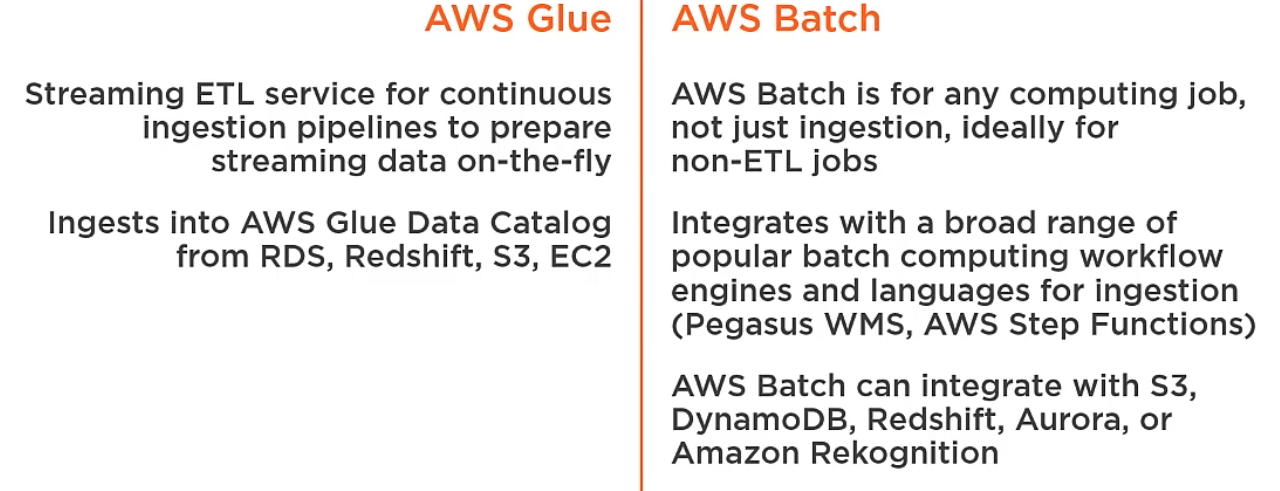 AWS Glue
Streaming ETL service for continuous
ingestion pipelines to prepare
streaming data on-the-fly
Ingests into AWS Glue Data Catalog
from RDS, Redshift, S3, EC2
AWS Batch
AWS Batch is for any computing job,
not just ingestion, ideally for
non-ETL jobs
Integrates with a broad range of
popular batch computing workflow
engines and languages for ingestion
(Pegasus WMS, AWS Step Functions)
AWS Batch can integrate with S3,
DynamoDB, Redshift, Aurora, or
Amazon Rekognition